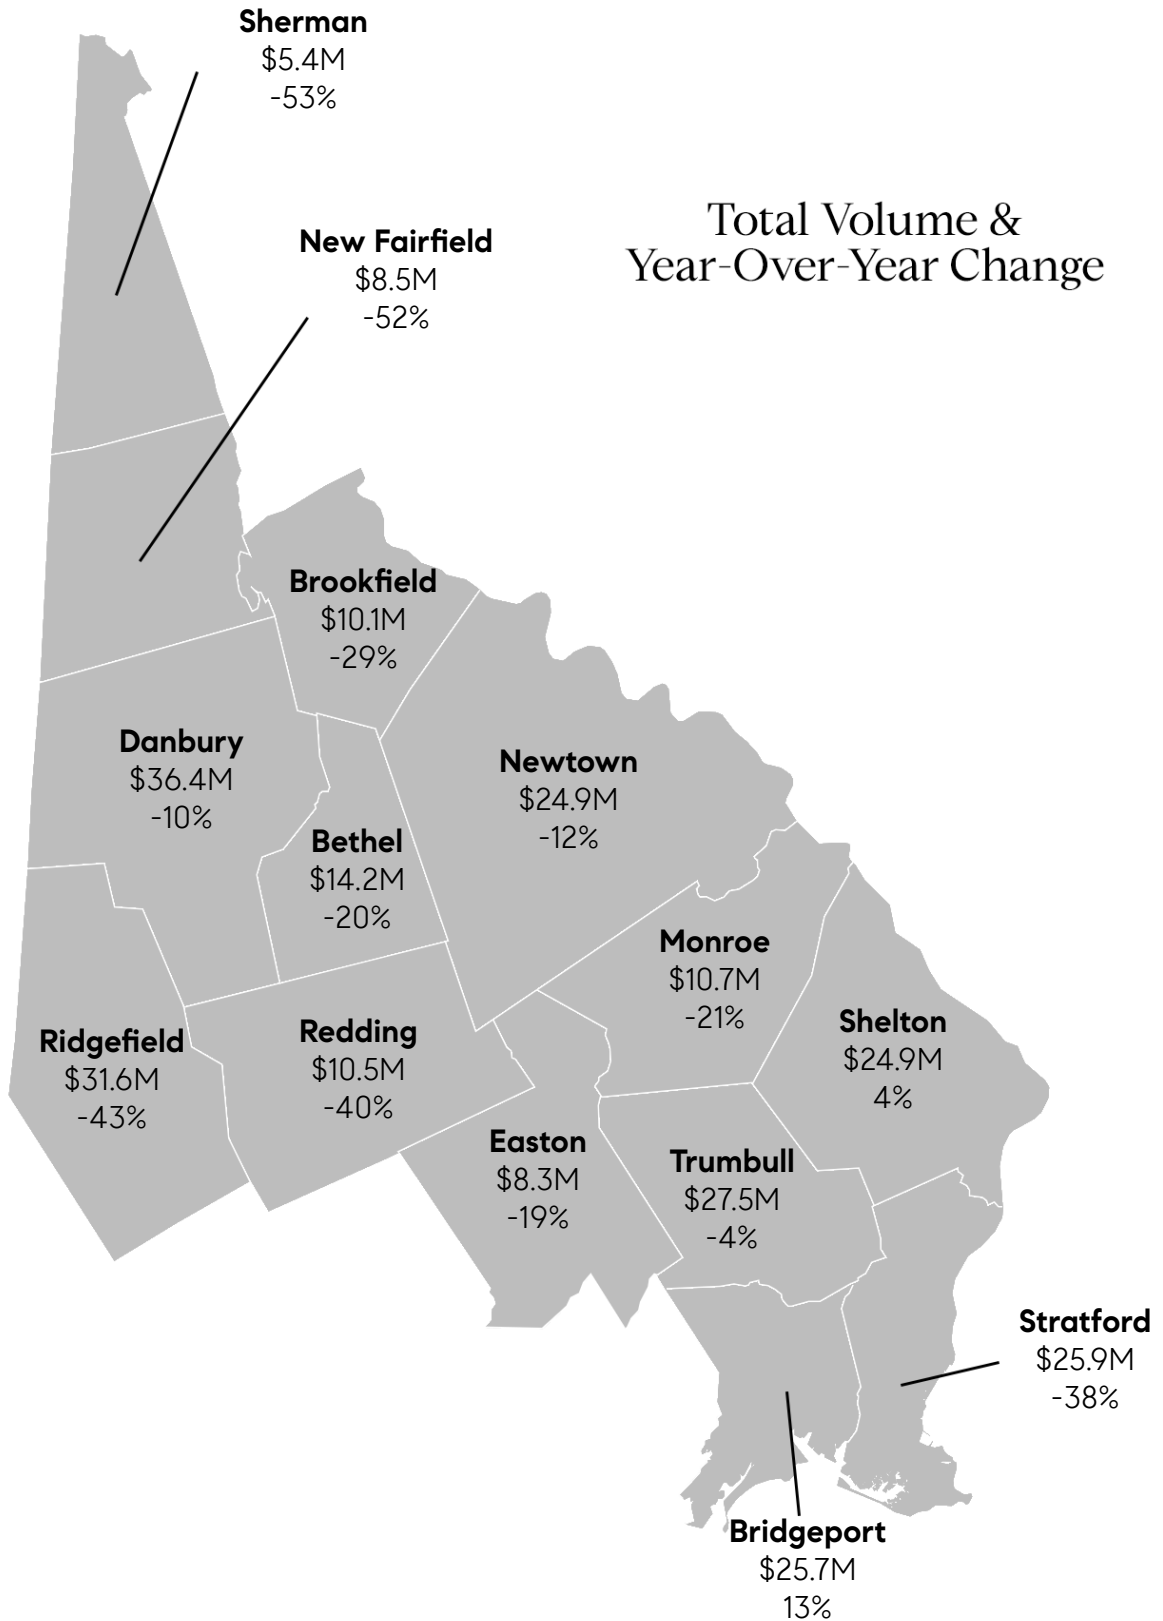 Sherman
$5.4M
-53%
Total Volume &
Year-Over-Year Change
New Fairfield
$8.5M
-52%
Brookfield
$10.1M
-29%
Danbury
$36.4M
-10%
Newtown
$24.9M
-12%
Bethel
$14.2M
-20%
Monroe
$10.7M
-21%
Shelton
$24.9M
4%
Ridgefield
$31.6M
-43%
Redding
$10.5M
-40%
Easton
$8.3M
-19%
Trumbull
$27.5M
-4%
Stratford
$25.9M
-38%
Bridgeport
$25.7M
13%